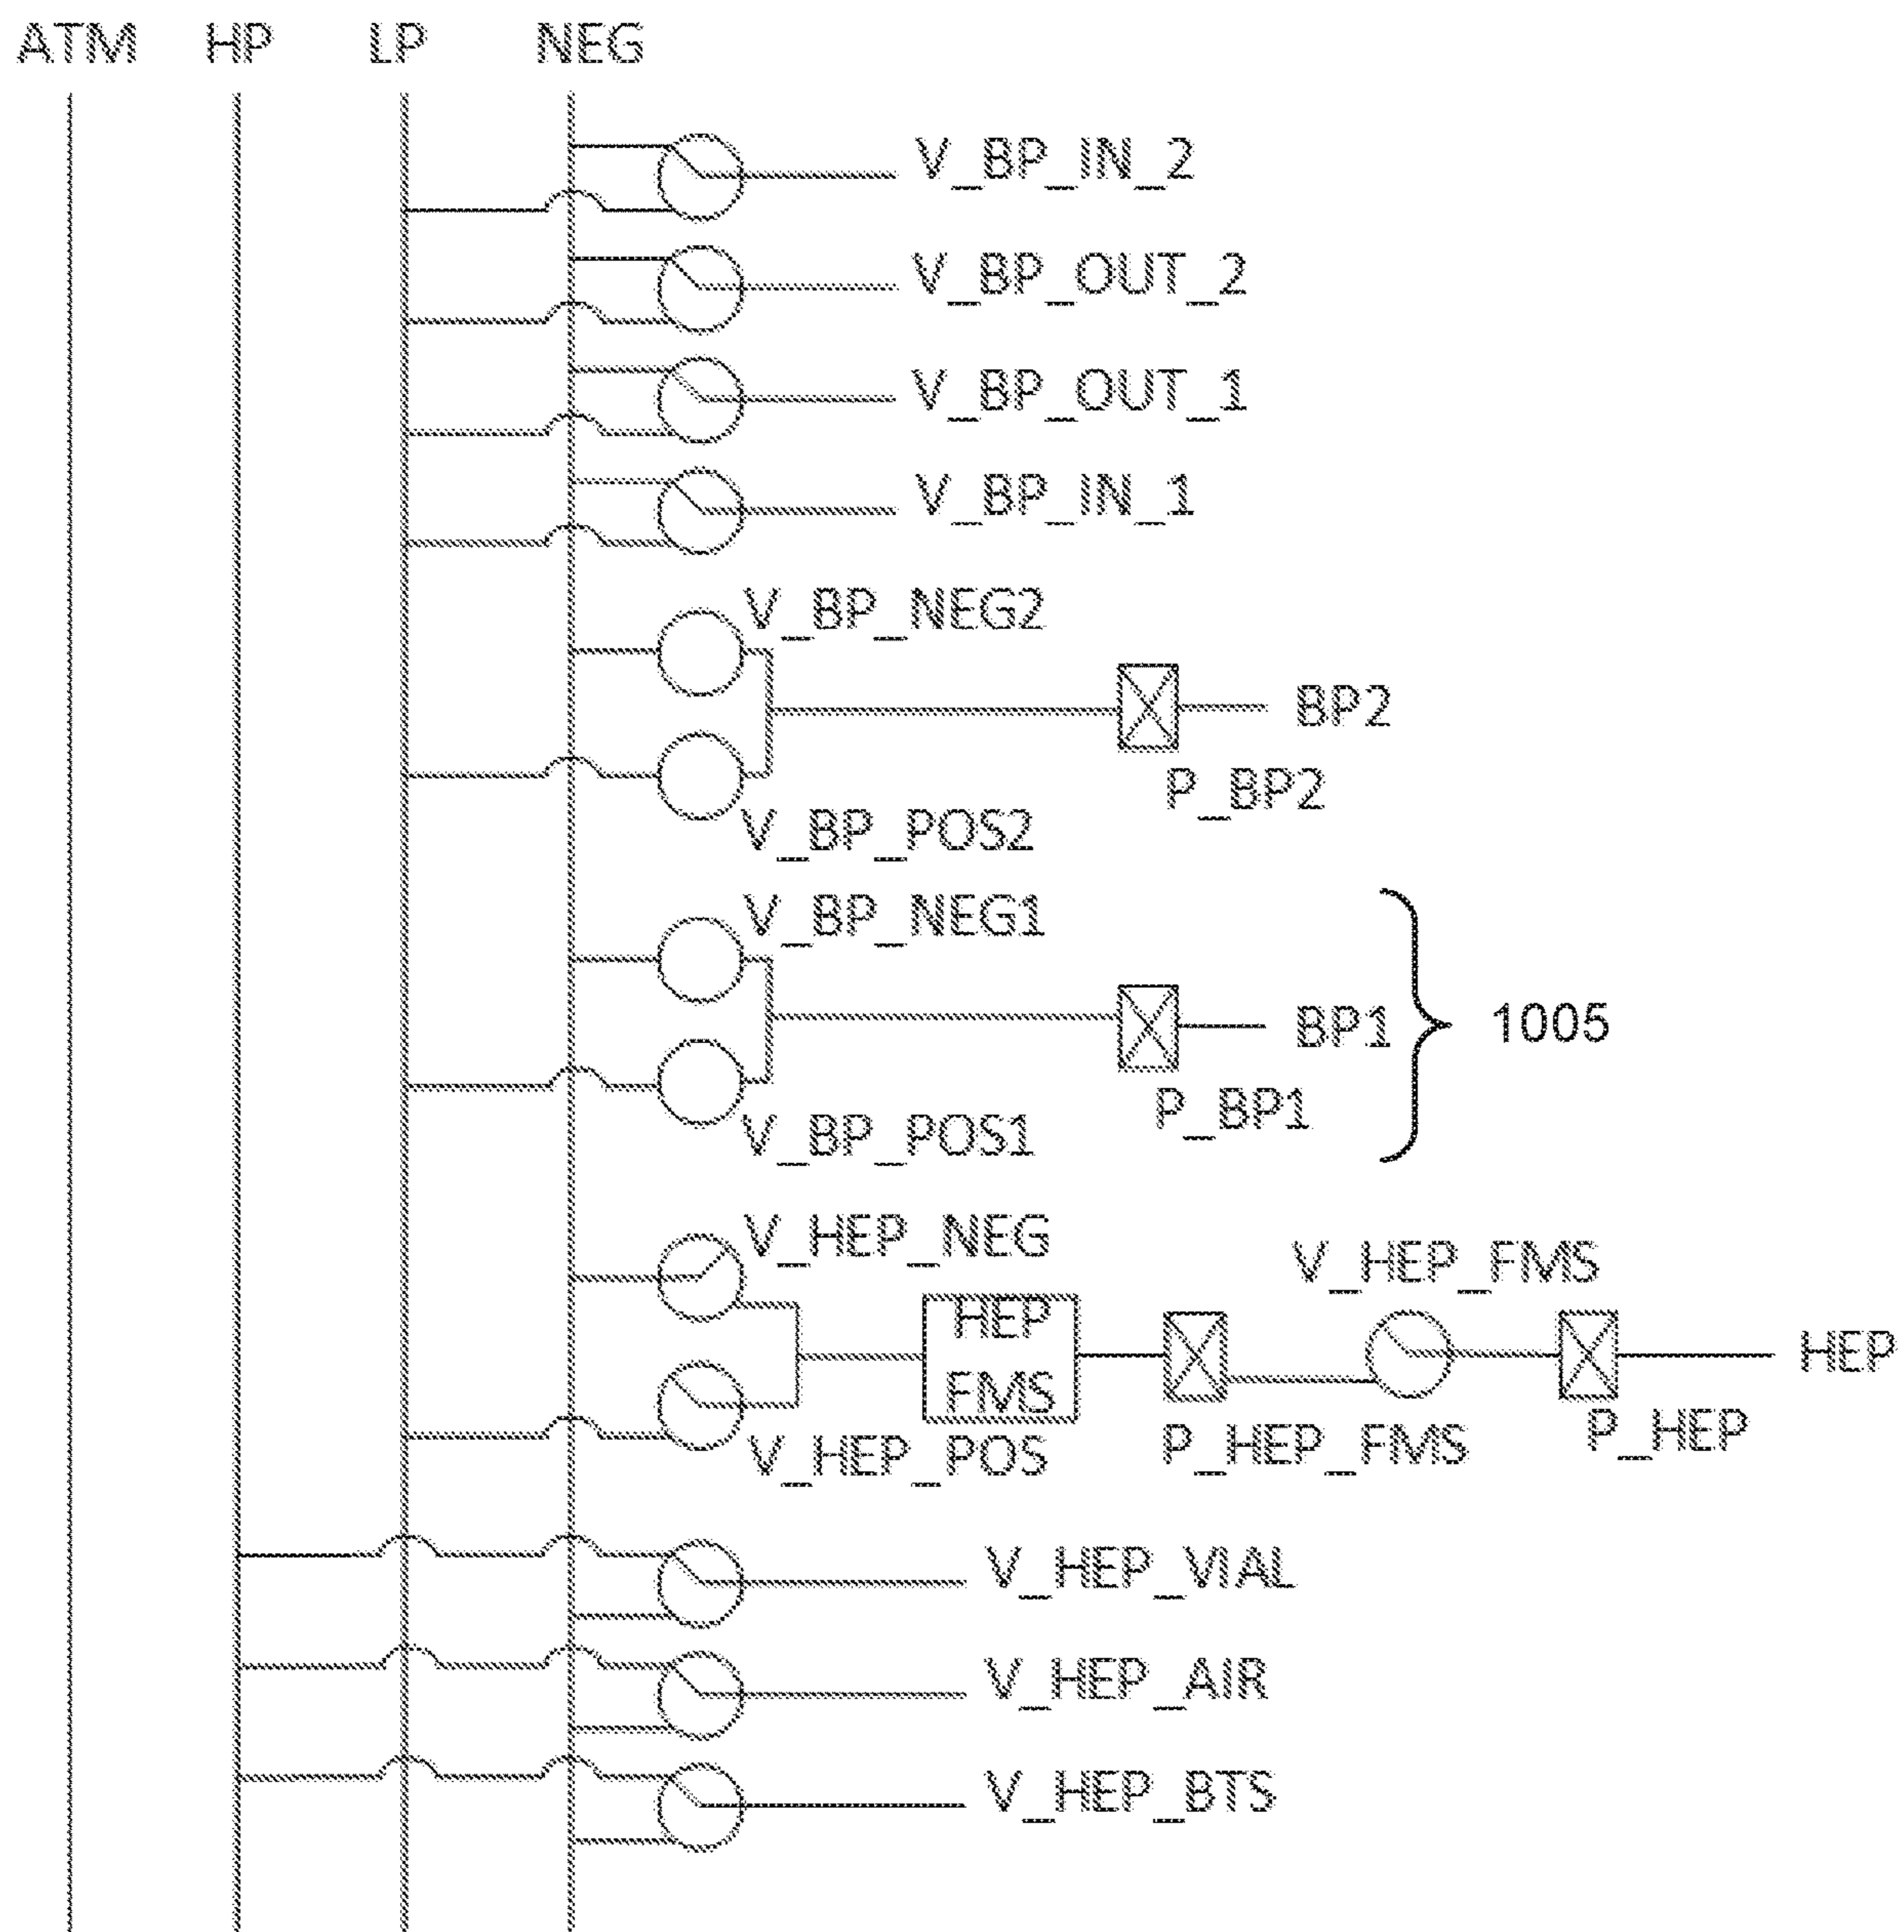 ATM HP LP NEG
V_BP_IN_2
V_BP_OUT_2
V_BP_OUT_1
V_BP_IN_1
V_BP_NEG2
BP2
P_BP2
V_BP_POS2
V_BP_NEG1
BP1
1005
P_BP1
V_BP_POS1
V_HEP_NEG
V_HEP_FMS
HEP
FMS
HEP
P_HEP
V_HEP_POS
P_HEP_FMS
V_HEP_VIAL
V_HEP_AIR
V_HEP_BTS